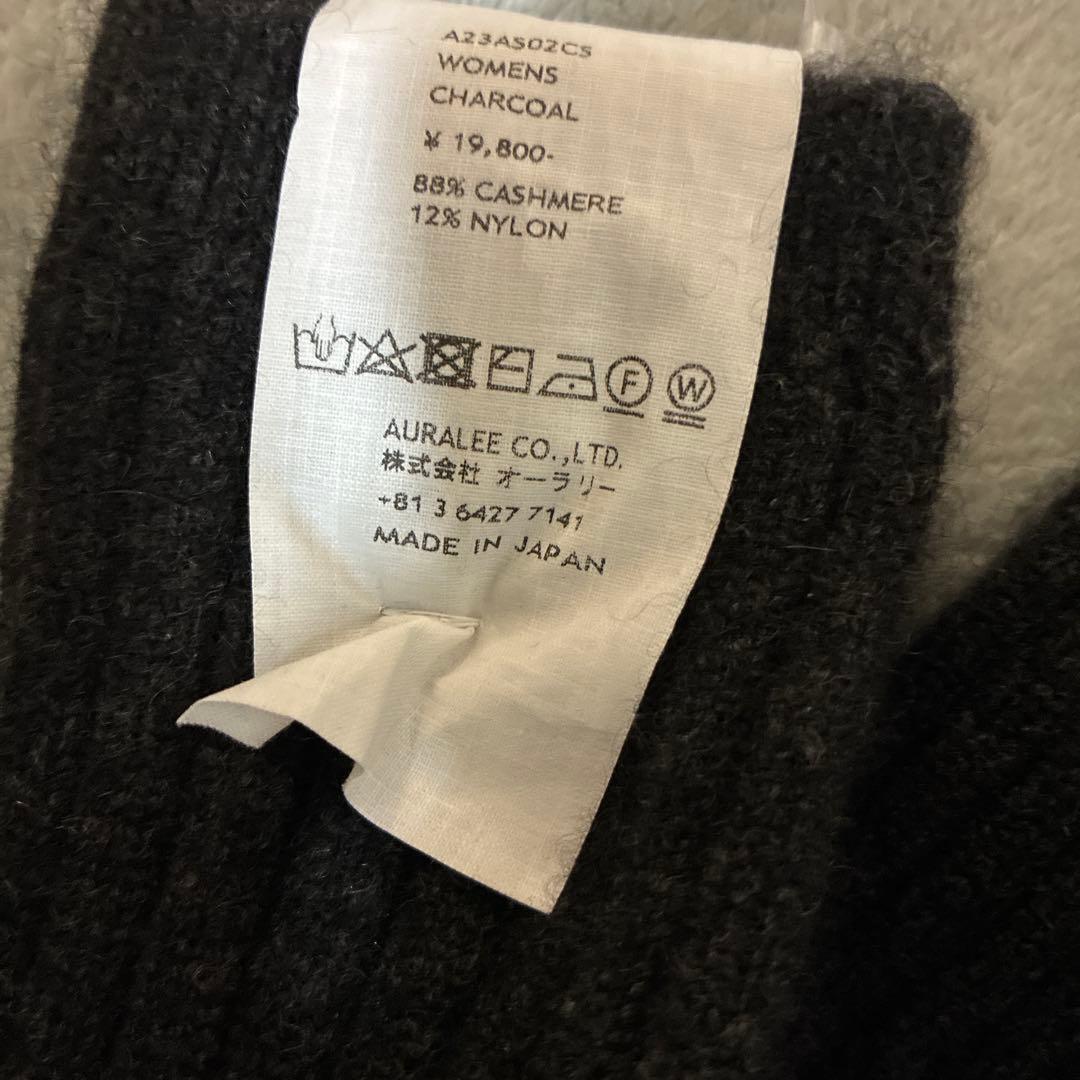 A23AS02CS
WOMENS
CHARCOAL
¥ 19,800-
88% CASHMERE
12% NYLON
F W
AURALEE CO.,LTD.
株式会社 オーラリー
+81 3 6427 7141
MADE IN JAPAN